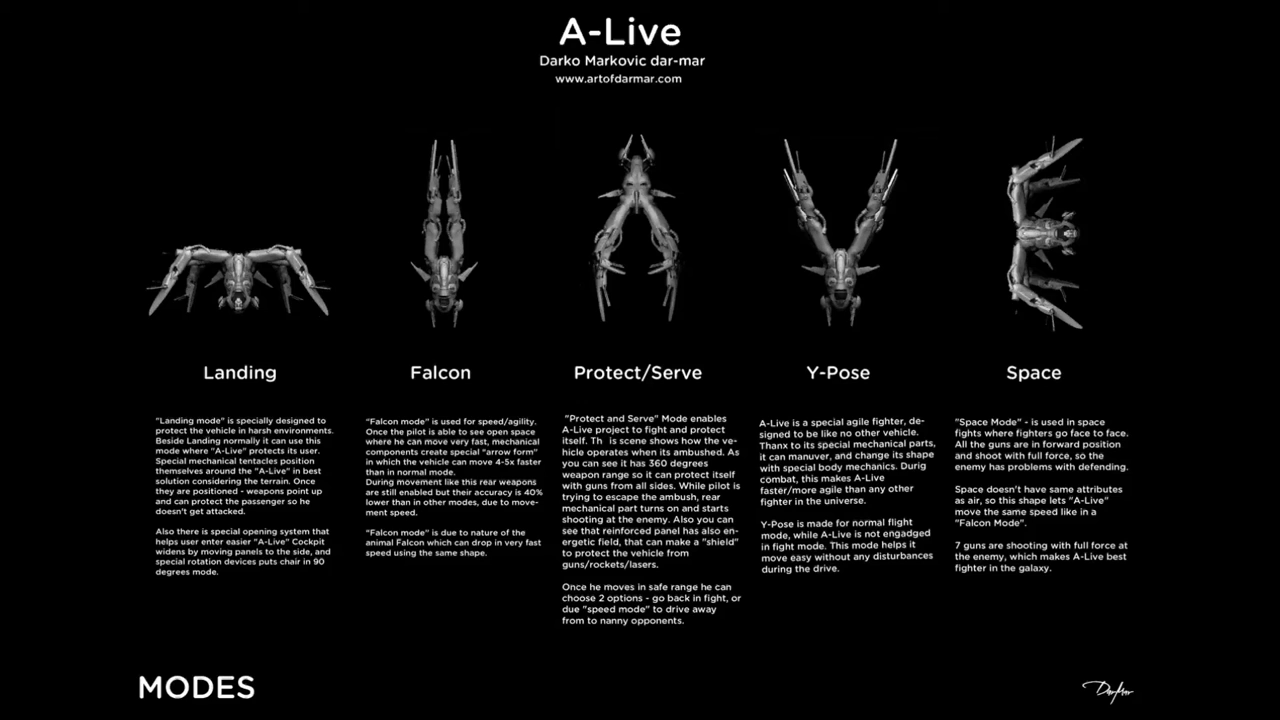 A-Live
Darko Markovic dar-mar
www.artofdarmar.com
Landing
"Landing mode" is specially designed to
protect the vehicle in harsh environments.
Beside Landing normally it can use this
mode where "A-Live" protects its user.
Special mechanical tentacles position
themselves around the "A-Live" in best
solution considering the terrain. Once
they are positioned - weapons point up
and can protect the passenger so he
doesn't get attacked.
Also there is special opening system that
helps user enter easier "A-Live" Cockpit
widens by moving panels to the side, and
special rotation devices puts chair in 90
degrees mode.
Falcon
"Falcon mode" is used for speed/agility.
Once the pilot is able to see open space
where he can move very fast, mechanical
components create special "arrow form"
in which the vehicle can move 4-5x faster
than in normal mode.
During movement like this rear weapons
are still enabled but their accuracy is 40%
lower than in other modes, due to move-
ment speed.
"Falcon mode" is due to nature of the
animal Falcon which can drop in very fast
speed using the same shape.
Protect/Serve
"Protect and Serve" Mode enables
A-Live project to fight and protect
itself. Th is scene shows how the ve-
hicle operates when its ambushed. As
you can see it has 360 degrees
weapon range so it can protect itself
with guns from all sides. While pilot is
trying to escape the ambush, rear
mechanical part turns on and starts
shooting at the enemy. Also you can
see that reinforced panel has also en-
ergetic field, that can make a "shield"
to protect the vehicle from
guns/rockets/lasers.
Once he moves in safe range he can
choose 2 options - go back in fight, or
due "speed mode" to drive away
from to nanny opponents.
Y-Pose
A-Live is a special agile fighter, de-
signed to be like no other vehicle.
Thanx to its special mechanical parts,
it can manuver, and change its shape
with special body mechanics. Durig
combat, this makes A-Live
faster/more agile than any other
fighter in the universe.
Y-Pose is made for normal flight
mode, while A-Live is not engadged
in fight mode. This mode helps it
move easy without any disturbances
during the drive.
Space
"Space Mode" - is used in space
fights where fighters go face to face.
All the guns are in forward position
and shoot with full force, so the
enemy has problems with defending.
Space doesn't have same attributes
as air, so this shape lets "A-Live"
move the same speed like in a
"Falcon Mode".
7 guns are shooting with full force at
the enemy, which makes A-Live best
fighter in the galaxy.
MODES
DarMar